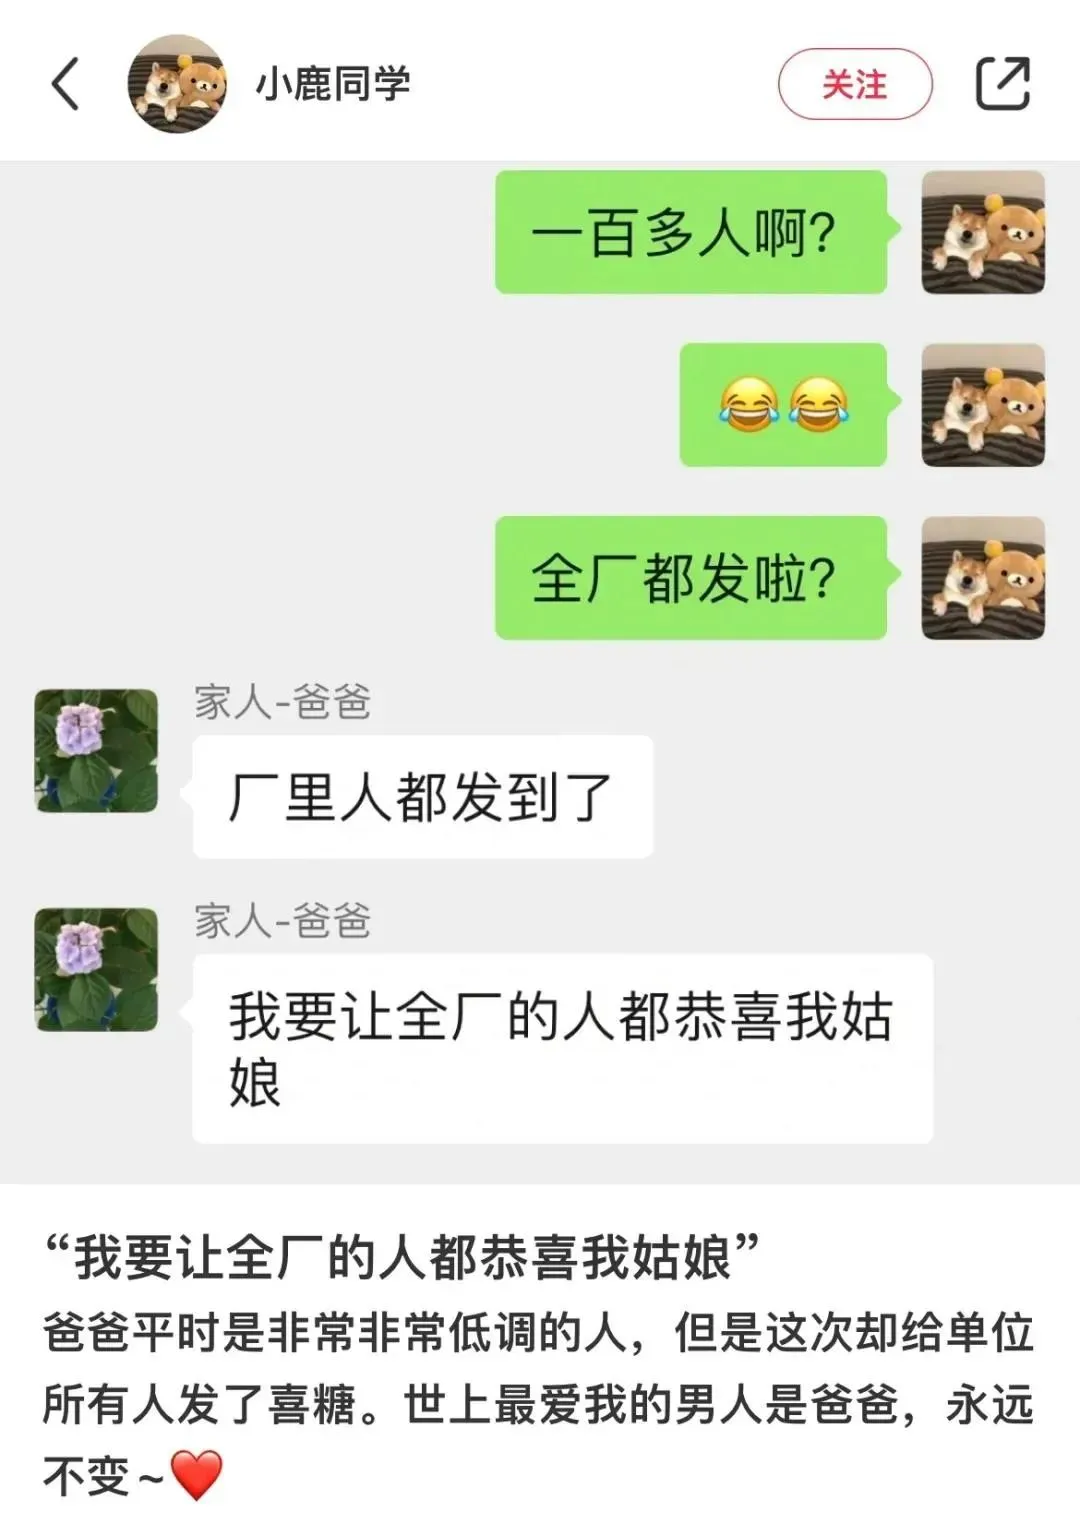 小鹿同学
关注
一百多人啊?
😂😂
全厂都发啦?
家人-爸爸
厂里人都发到了
家人-爸爸
我要让全厂的人都恭喜我姑
娘
“我要让全厂的人都恭喜我姑娘”
爸爸平时是非常非常低调的人，但是这次却给单位
所有人发了喜糖。世上最爱我的男人是爸爸，永远
不变~❤️